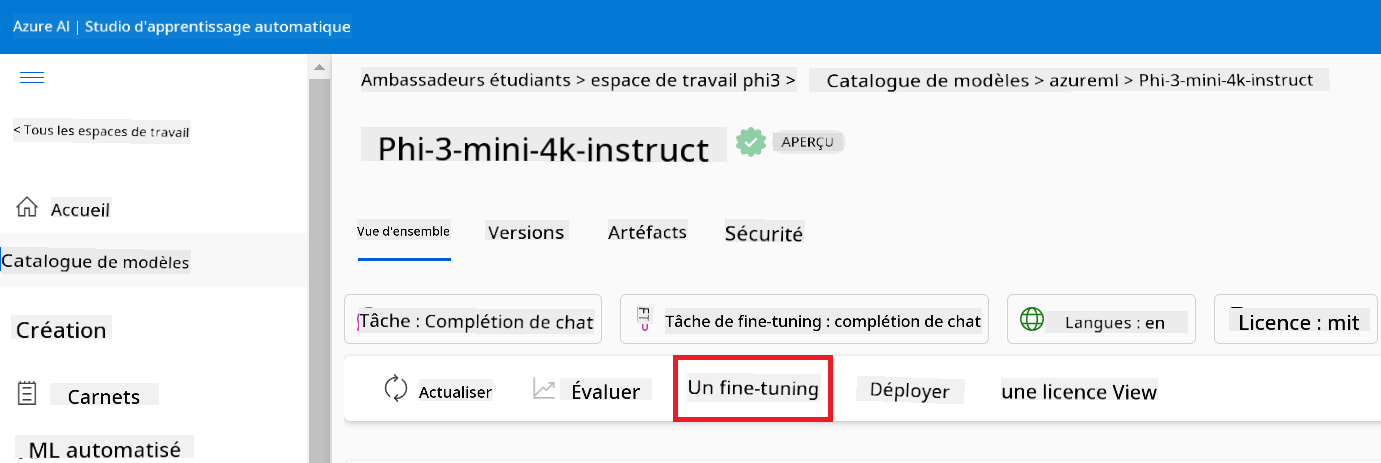 Azure AI | Studio d'apprentissage automatique
Ambassadeurs étudiants > espace de travail phi3 > Catalogue de modèles > azureml > Phi-3-mini-4k-instruct
< Tous les espaces de travail
Phi-3-mini-4k-instruct APERÇU
Accueil
Catalogue de modèles
Vue d'ensemble Versions Artéfacts Sécurité
Création
Tâche : Complétion de chat FT Tâche de fine-tuning : complétion de chat Langues : en Licence : mit
Carnets
Actualiser Évaluer Un fine-tuning Déployer une licence View
ML automatisé